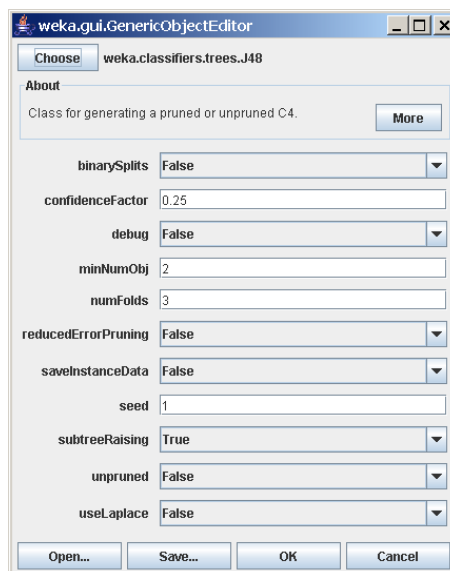 weka.gui.GenericObjectEditor
Choose weka.classifiers.trees.J48
About
Class for generating a pruned or unpruned C4. More
binarySplits False
confidenceFactor 0.25
debug False
minNumObj 2
numFolds 3
reducedErrorPruning False
saveInstanceData False
seed 1
subtreeRaising True
unpruned False
useLaplace False
Open... Save... OK Cancel